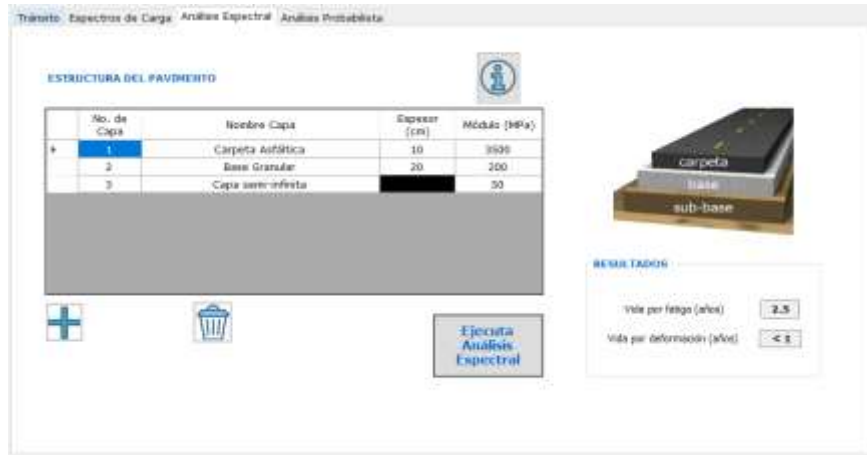 Tránsito Espectros de Carga Análisis Espectral Análisis Probabilista
ESTRUCTURA DEL PAVIMENTO
No. de Capa Nombre Capa Espesor (cm) Módulo (MPa)
1 Carpeta Asfáltica 10 3500
2 Base Granular 20 200
3 Capa semi-infinita 50
carpeta
base
sub-base
RESULTADOS
Vida por fatiga (años) 2.5
Vida por deformación (años) < 1
Ejecuta
Análisis
Espectral